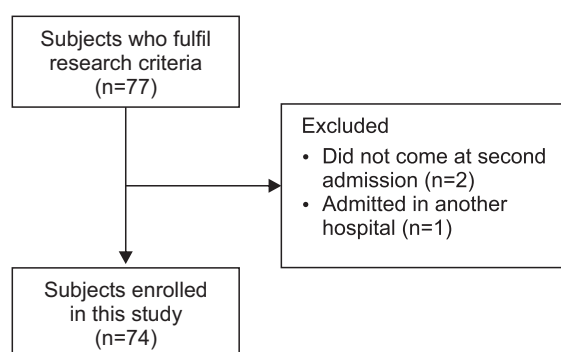 Subjects who fulfil
research criteria
(n=77)
Excluded
• Did not come at second
admission (n=2)
• Admitted in another
hospital (n=1)
Subjects enrolled
in this study
(n=74)